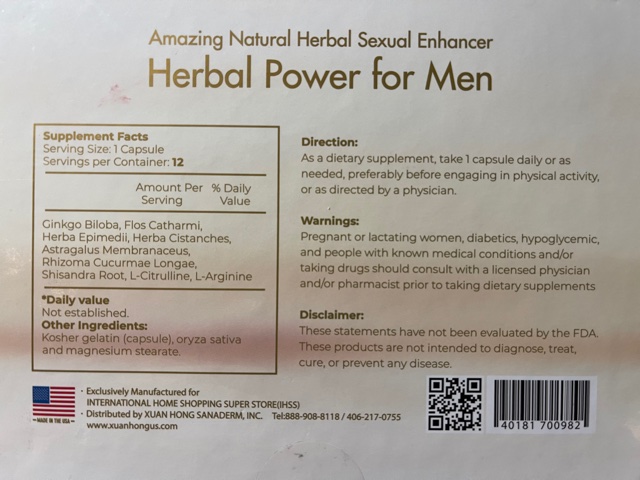 Amazing Natural Herbal Sexual Enhancer
Herbal Power for Men
Supplement Facts
Serving Size: 1 Capsule
Servings per Container: 12
Amount Per % Daily
Serving Value
Ginkgo Biloba, Flos Catharmi,
Herba Epimedii, Herba Cistanches,
Astragalus Membranaceus,
Rhizoma Cucurmae Longae,
Shisandra Root, L-Citrulline, L-Arginine
*Daily value
Not established.
Other Ingredients:
Kosher gelatin (capsule), oryza sativa
and magnesium stearate.
Direction:
As a dietary supplement, take 1 capsule daily or as
needed, preferably before engaging in physical activity,
or as directed by a physician.
Warnings:
Pregnant or lactating women, diabetics, hypoglycemic,
and people with known medical conditions and/or
taking drugs should consult with a licensed physician
and/or pharmacist prior to taking dietary supplements
Disclaimer:
These statements have not been evaluated by the FDA.
These products are not intended to diagnose, treat,
cure, or prevent any disease.
MADE IN THE USA
· Exclusively Manufactured for
INTERNATIONAL HOME SHOPPING SUPER STORE(IHSS)
· Distributed by XUAN HONG SANADERM, INC. Tel:888-908-8118 / 406-217-0755
www.xuanhongus.com
40181 700982